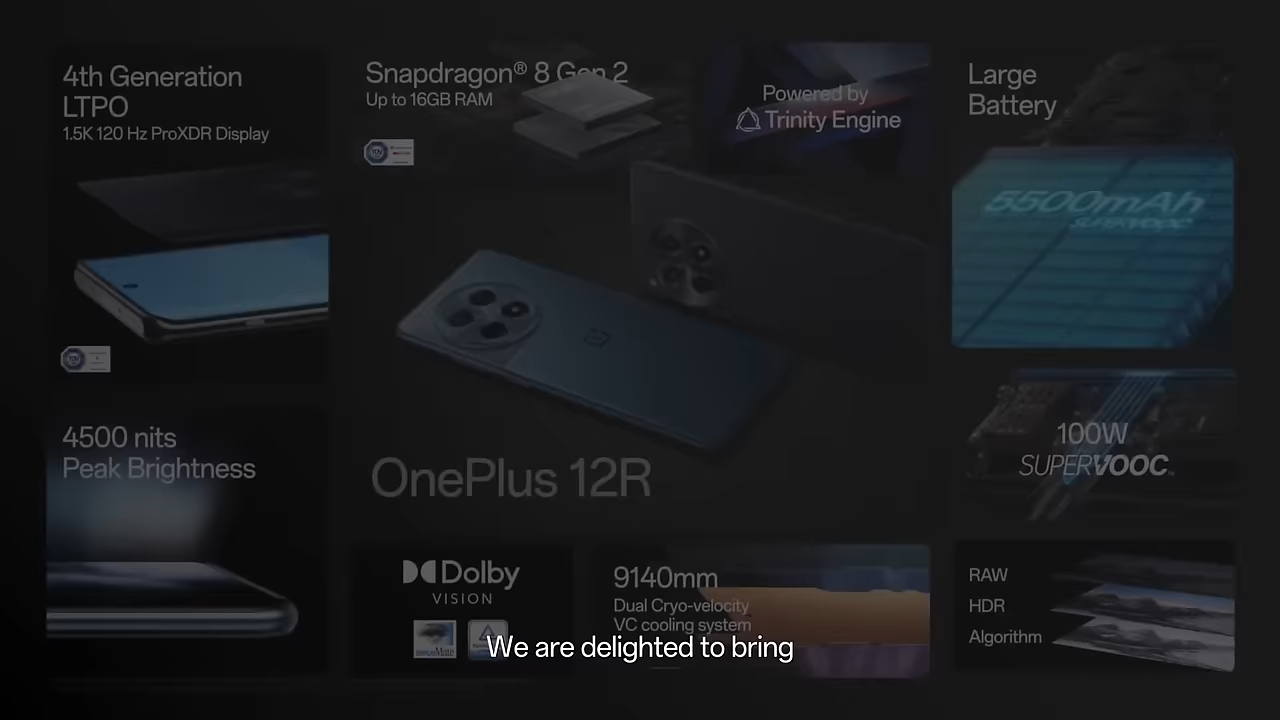 4th Generation
LTPO
1.5K 120 Hz ProXDR Display
Snapdragon® 8 Gen 2
Up to 16GB RAM
Powered by
Trinity Engine
Large
Battery
5500mAh
SUPERVOOC
4500 nits
Peak Brightness
OnePlus 12R
100W
SUPERVOOC
Dolby
VISION
9140mm
Dual Cryo-velocity
VC cooling system
RAW
HDR
Algorithm
We are delighted to bring